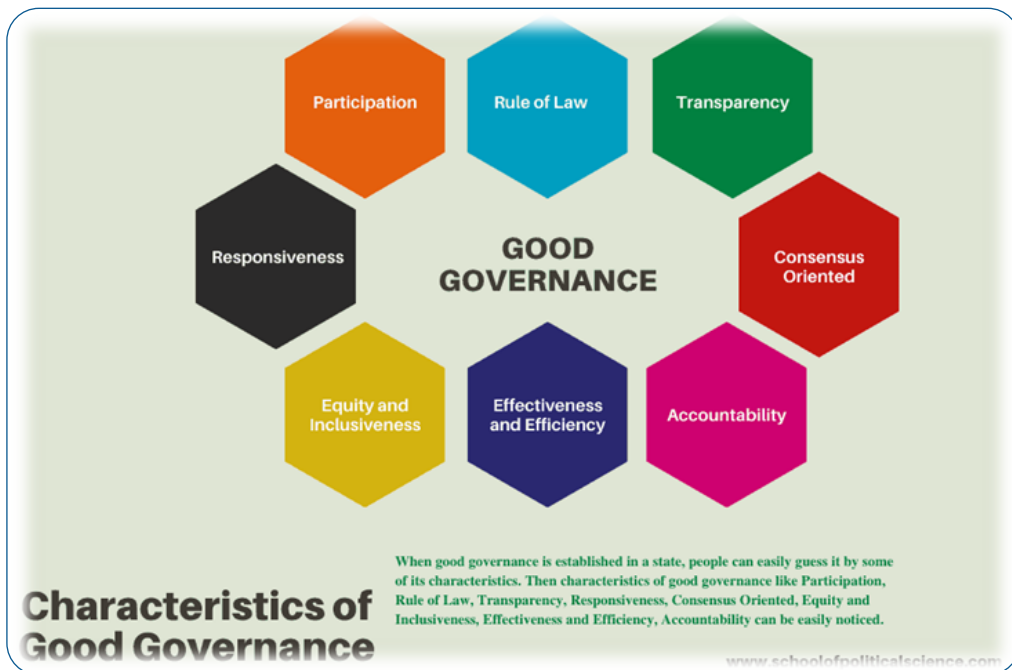 Participation
Rule of Law
Transparency
Responsiveness
GOOD
GOVERNANCE
Consensus
Oriented
Equity and
Inclusiveness
Effectiveness
and Efficiency
Accountability
When good governance is established in a state, people can easily guess it by some
of its characteristics. Then characteristics of good governance like Participation,
Rule of Law, Transparency, Responsiveness, Consensus Oriented, Equity and
Inclusiveness, Effectiveness and Efficiency, Accountability can be easily noticed.
Characteristics of
Good Governance
www.schoolofpoliticalscience.com